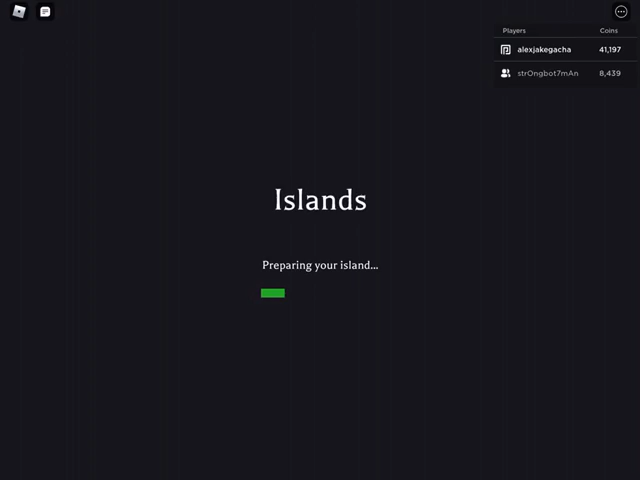 Players Coins
alexjakegacha 41,197
strOngbot7mAn 8,439
Islands
Preparing your island...